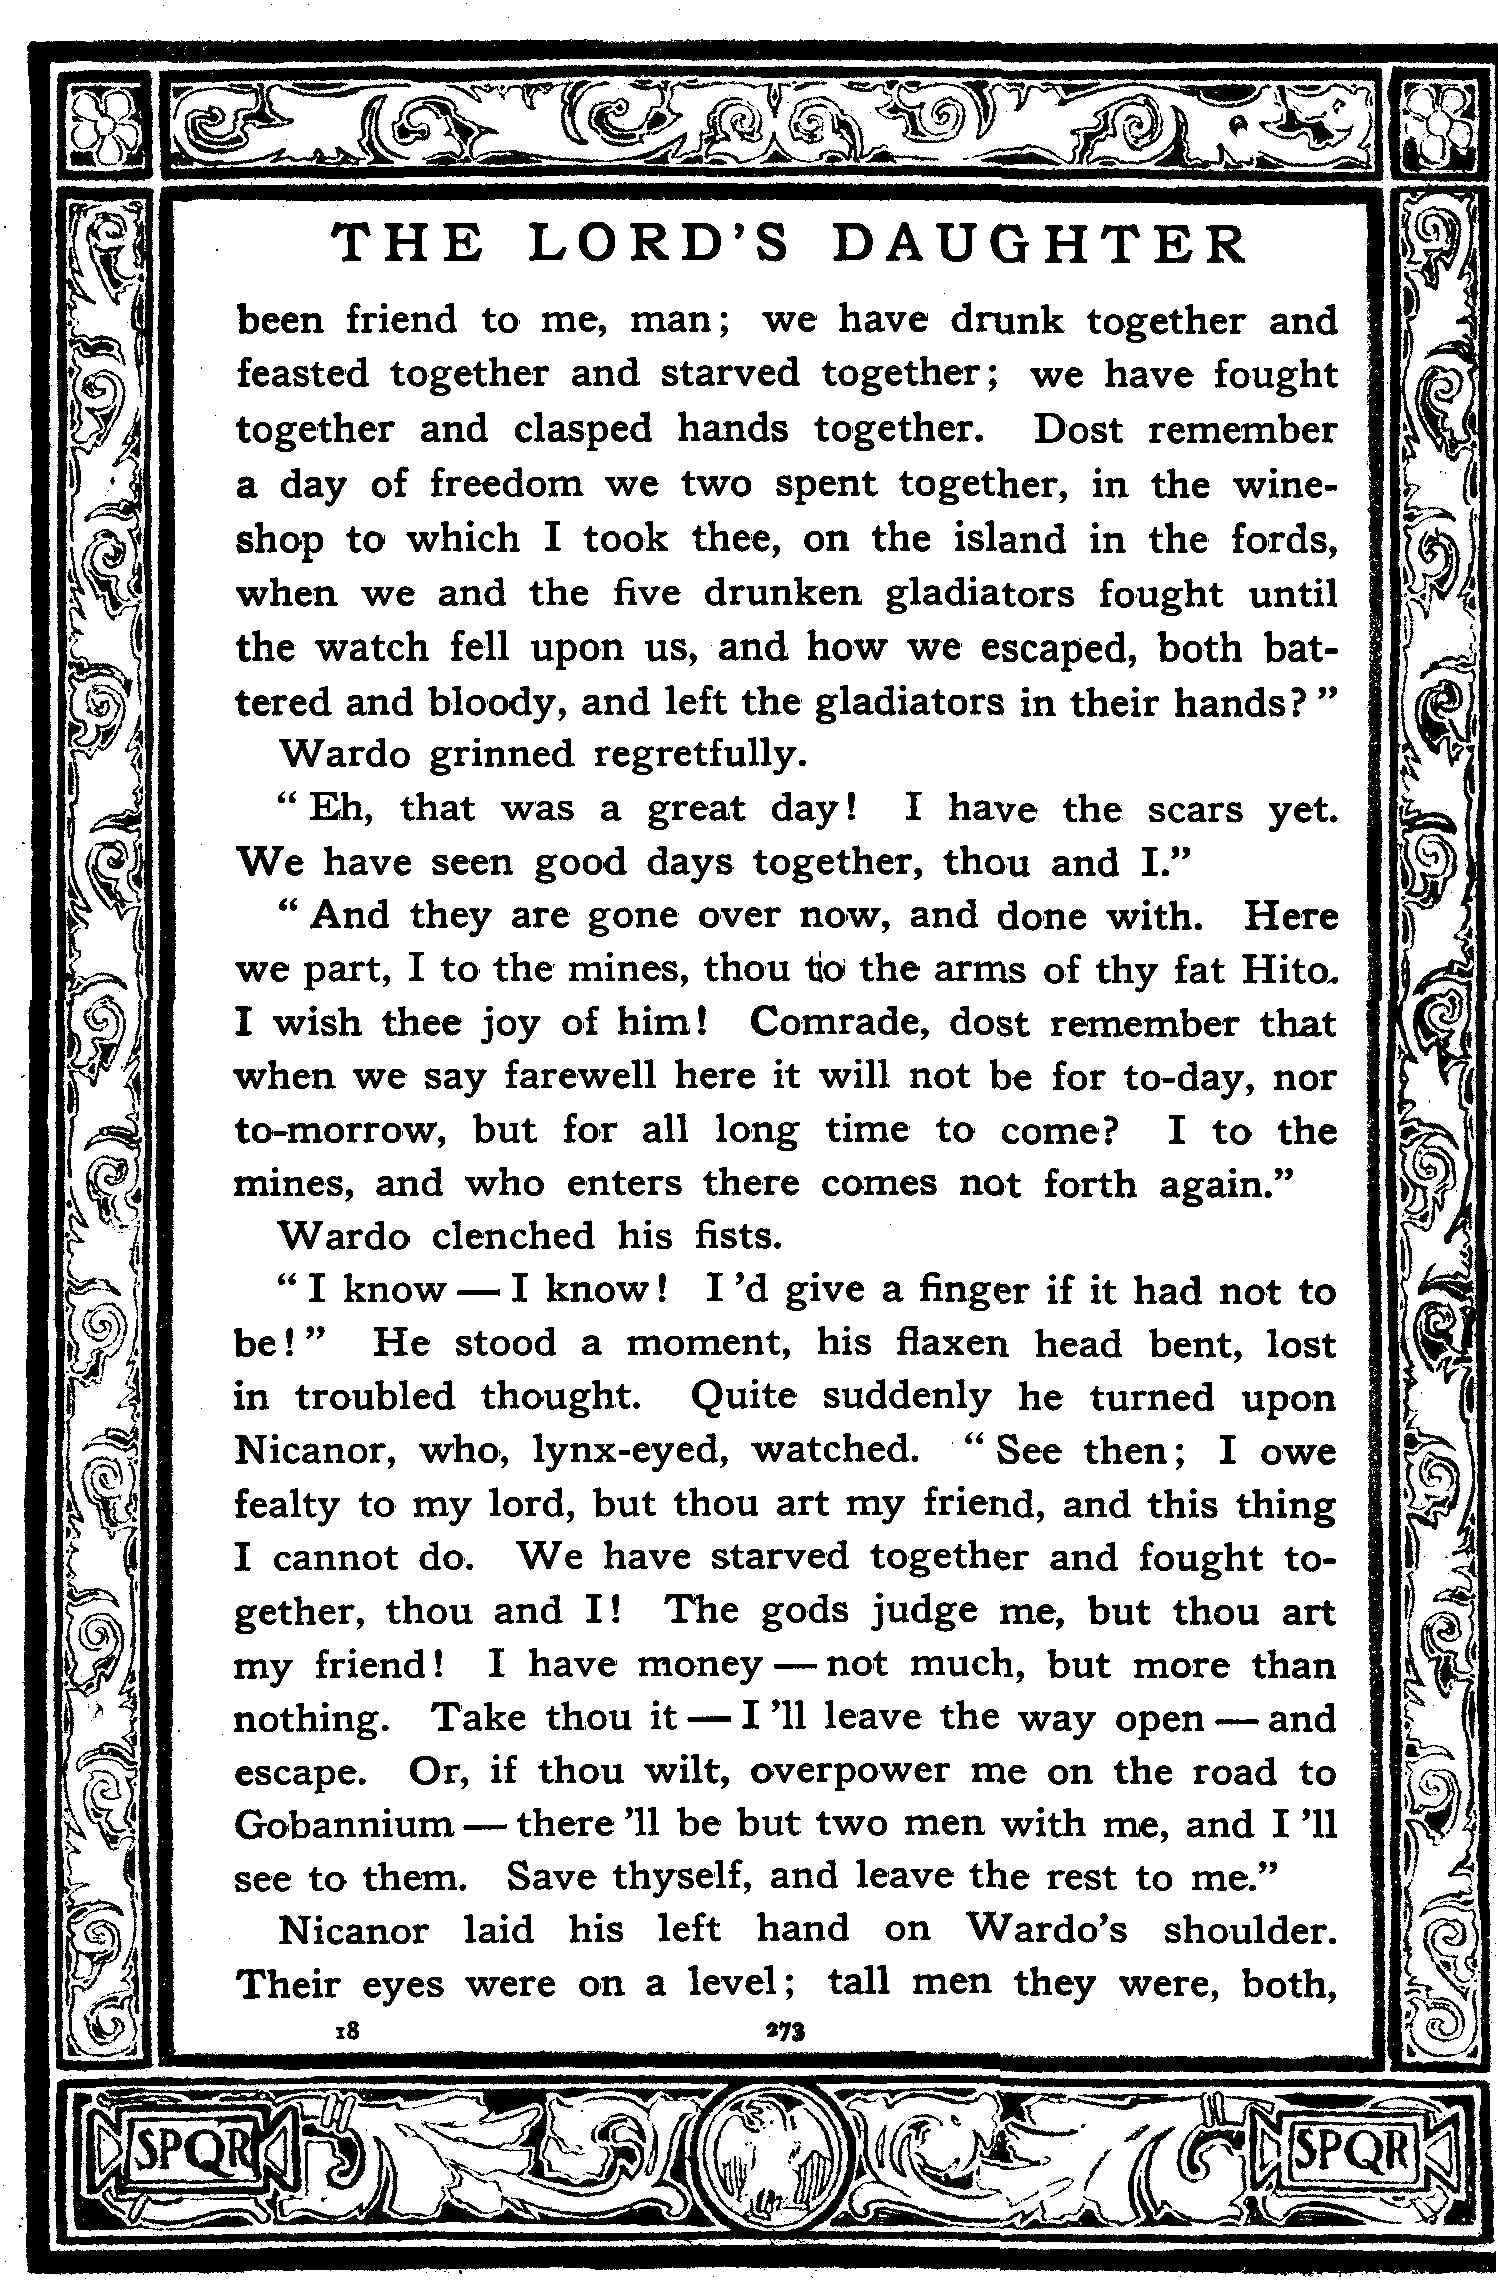 THE LORD'S DAUGHTER
been friend to me, man; we have drunk together and
feasted together and starved together; we have fought
together and clasped hands together. Dost remember
a day of freedom we two spent together, in the wine-
shop to which I took thee, on the island in the fords,
when we and the five drunken gladiators fought until
the watch fell upon us, and how we escaped, both bat-
tered and bloody, and left the gladiators in their hands?"
Wardo grinned regretfully.
"Eh, that was a great day! I have the scars yet.
We have seen good days together, thou and I."
"And they are gone over now, and done with. Here
we part, I to the mines, thou to the arms of thy fat Hito.
I wish thee joy of him! Comrade, dost remember that
when we say farewell here it will not be for to-day, nor
to-morrow, but for all long time to come? I to the
mines, and who enters there comes not forth again."
Wardo clenched his fists.
"I know — I know! I 'd give a finger if it had not to
be!" He stood a moment, his flaxen head bent, lost
in troubled thought. Quite suddenly he turned upon
Nicanor, who, lynx-eyed, watched. "See then; I owe
fealty to my lord, but thou art my friend, and this thing
I cannot do. We have starved together and fought to-
gether, thou and I! The gods judge me, but thou art
my friend! I have money — not much, but more than
nothing. Take thou it — I 'll leave the way open — and
escape. Or, if thou wilt, overpower me on the road to
Gobannium — there 'll be but two men with me, and I 'll
see to them. Save thyself, and leave the rest to me."
Nicanor laid his left hand on Wardo's shoulder.
Their eyes were on a level; tall men they were, both,
18 273
SPQR SPQR